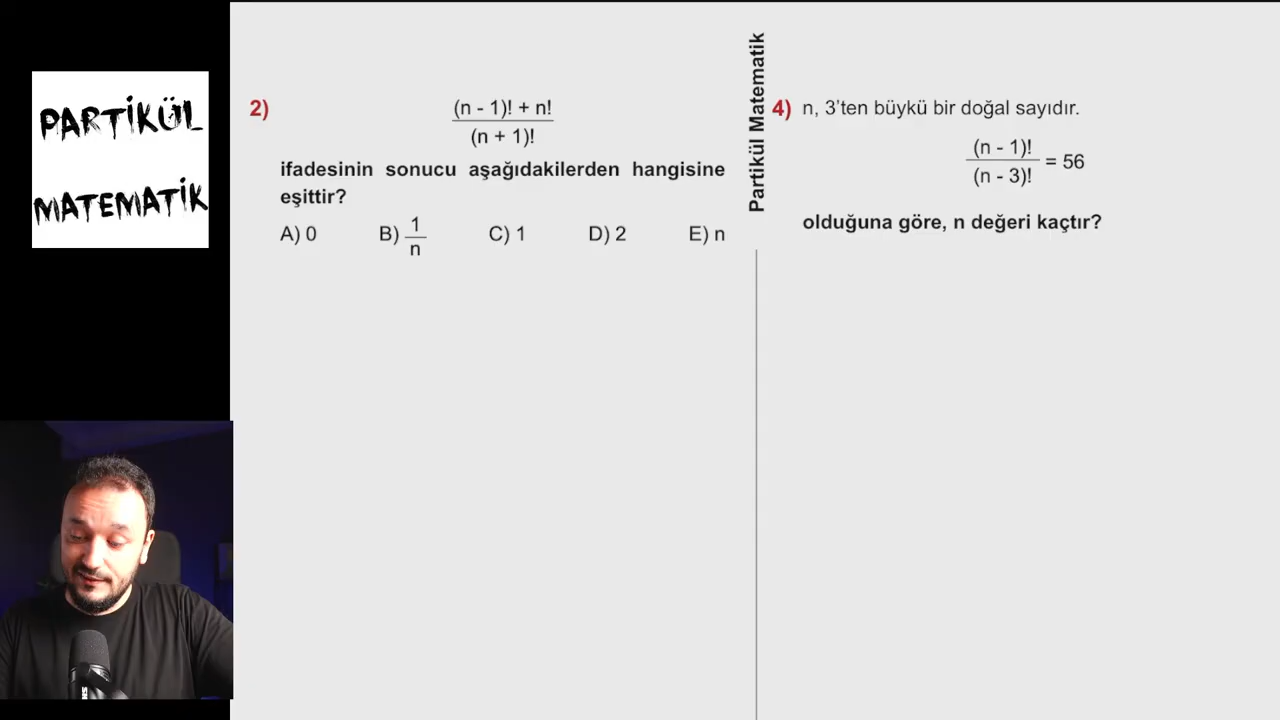 PARTİKÜL
MATEMATİK
2)
(n - 1)! + n!
(n + 1)!
ifadesinin sonucu aşağıdakilerden hangisine
eşittir?
A) 0 B) 1/n C) 1 D) 2 E) n
Partikül Matematik
4) n, 3'ten büykü bir doğal sayıdır.
(n - 1)!
(n - 3)!
= 56
olduğuna göre, n değeri kaçtır?